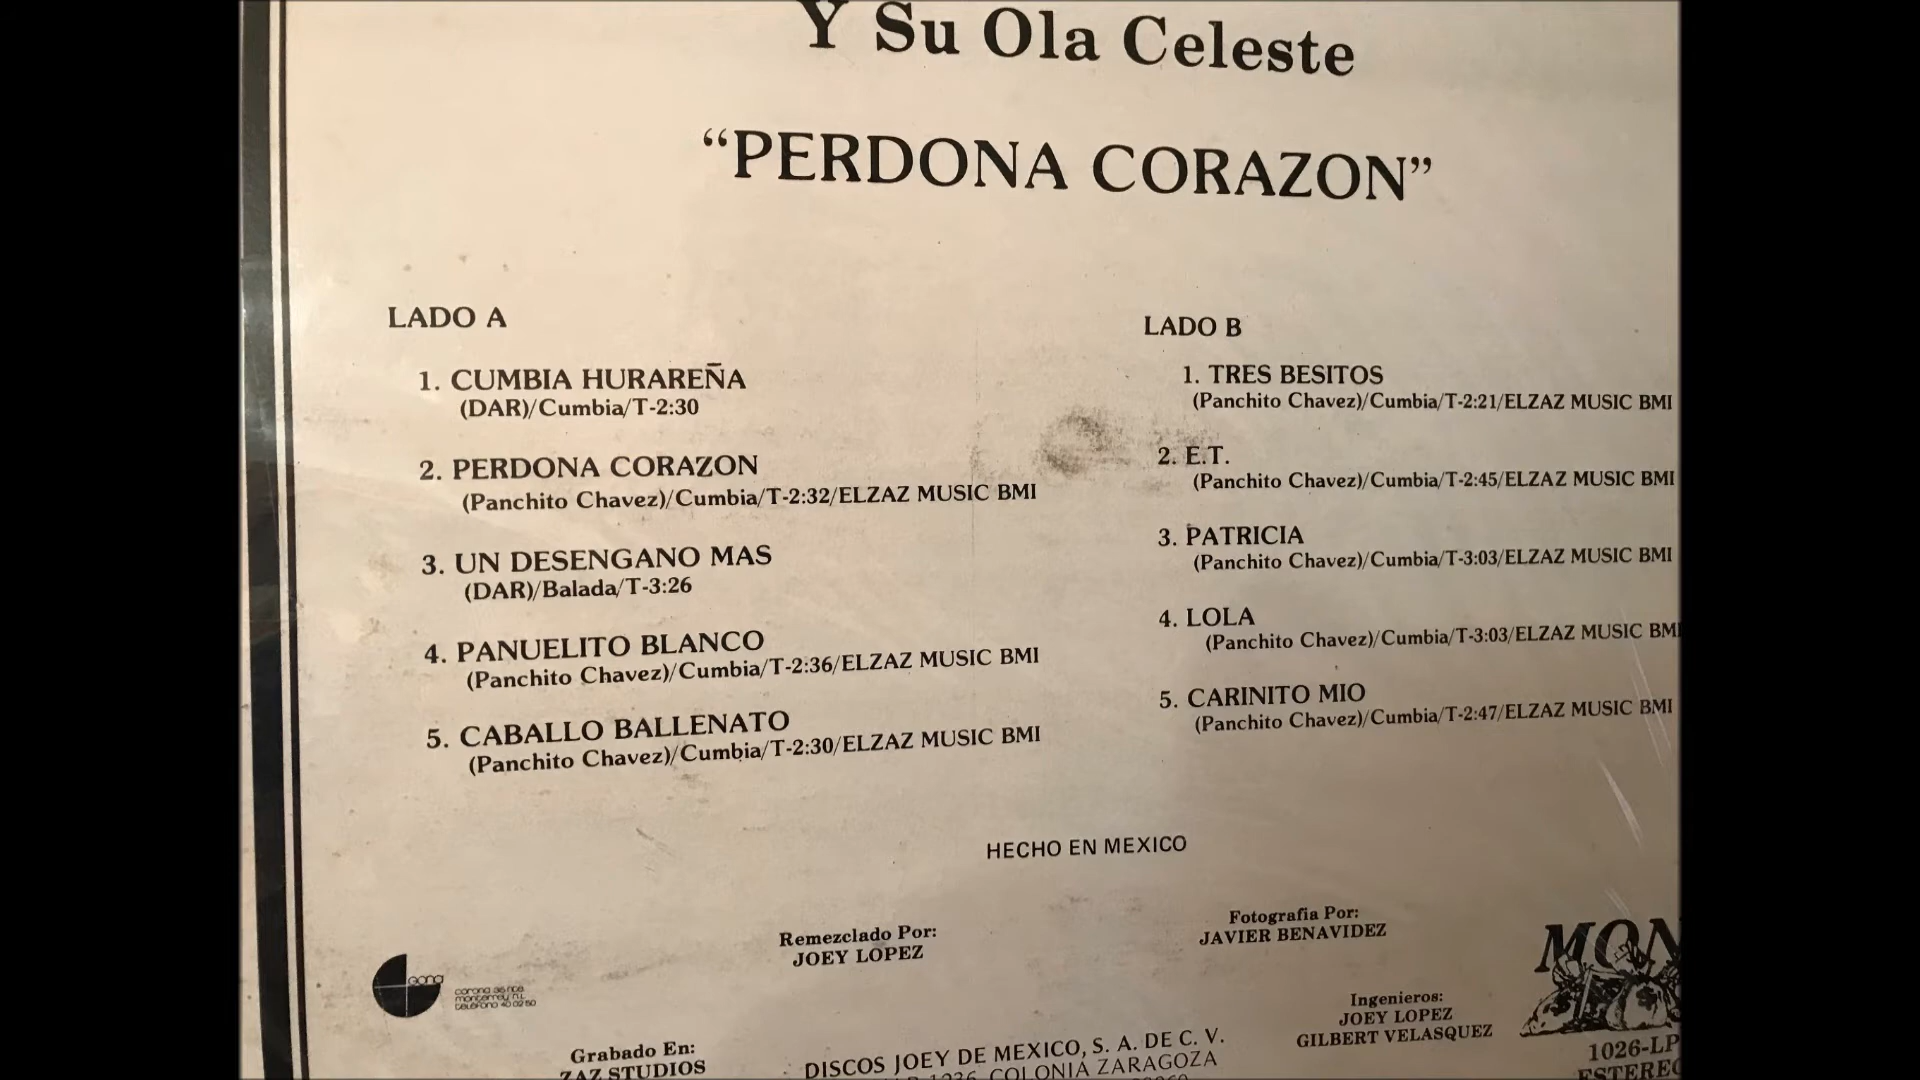 Y Su Ola Celeste
“PERDONA CORAZON”
LADO A
1. CUMBIA HURAREÑA
(DAR)/Cumbia/T-2:30
2. PERDONA CORAZON
(Panchito Chavez)/Cumbia/T-2:32/ELZAZ MUSIC BMI
3. UN DESENGANO MAS
(DAR)/Balada/T-3:26
4. PANUELITO BLANCO
(Panchito Chavez)/Cumbia/T-2:36/ELZAZ MUSIC BMI
5. CABALLO BALLENATO
(Panchito Chavez)/Cumbia/T-2:30/ELZAZ MUSIC BMI
LADO B
1. TRES BESITOS
(Panchito Chavez)/Cumbia/T-2:21/ELZAZ MUSIC BMI
2. E.T.
(Panchito Chavez)/Cumbia/T-2:45/ELZAZ MUSIC BMI
3. PATRICIA
(Panchito Chavez)/Cumbia/T-3:03/ELZAZ MUSIC BMI
4. LOLA
(Panchito Chavez)/Cumbia/T-3:03/ELZAZ MUSIC BMI
5. CARINITO MIO
(Panchito Chavez)/Cumbia/T-2:47/ELZAZ MUSIC BMI
HECHO EN MEXICO
Remezclado Por:
JOEY LOPEZ
Fotografia Por:
JAVIER BENAVIDEZ
Ingenieros:
JOEY LOPEZ
GILBERT VELASQUEZ
MON
1026-LP
ESTEREO
gona
monterrey n.l.
Grabado En:
ZAZ STUDIOS
DISCOS JOEY DE MEXICO, S. A. DE C. V.
COLONIA ZARAGOZA